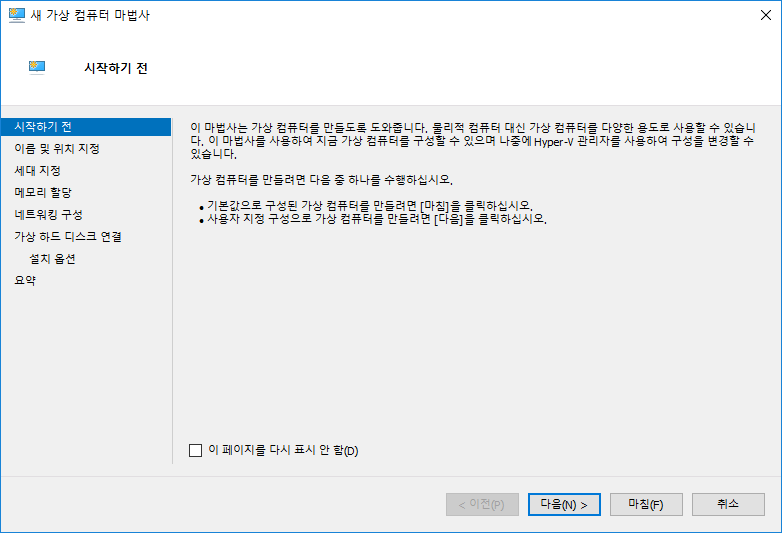 새 가상 컴퓨터 마법사
시작하기 전
시작하기 전
이름 및 위치 지정
세대 지정
메모리 할당
네트워킹 구성
가상 하드 디스크 연결
설치 옵션
요약
이 마법사는 가상 컴퓨터를 만들도록 도와줍니다. 물리적 컴퓨터 대신 가상 컴퓨터를 다양한 용도로 사용할 수 있습니
다. 이 마법사를 사용하여 지금 가상 컴퓨터를 구성할 수 있으며 나중에 Hyper-V 관리자를 사용하여 구성을 변경할 수
있습니다.
가상 컴퓨터를 만들려면 다음 중 하나를 수행하십시오.
• 기본값으로 구성된 가상 컴퓨터를 만들려면 [마침]을 클릭하십시오.
• 사용자 지정 구성으로 가상 컴퓨터를 만들려면 [다음]을 클릭하십시오.
이 페이지를 다시 표시 안 함(D)
< 이전(P)
다음(N) >
마침(F)
취소